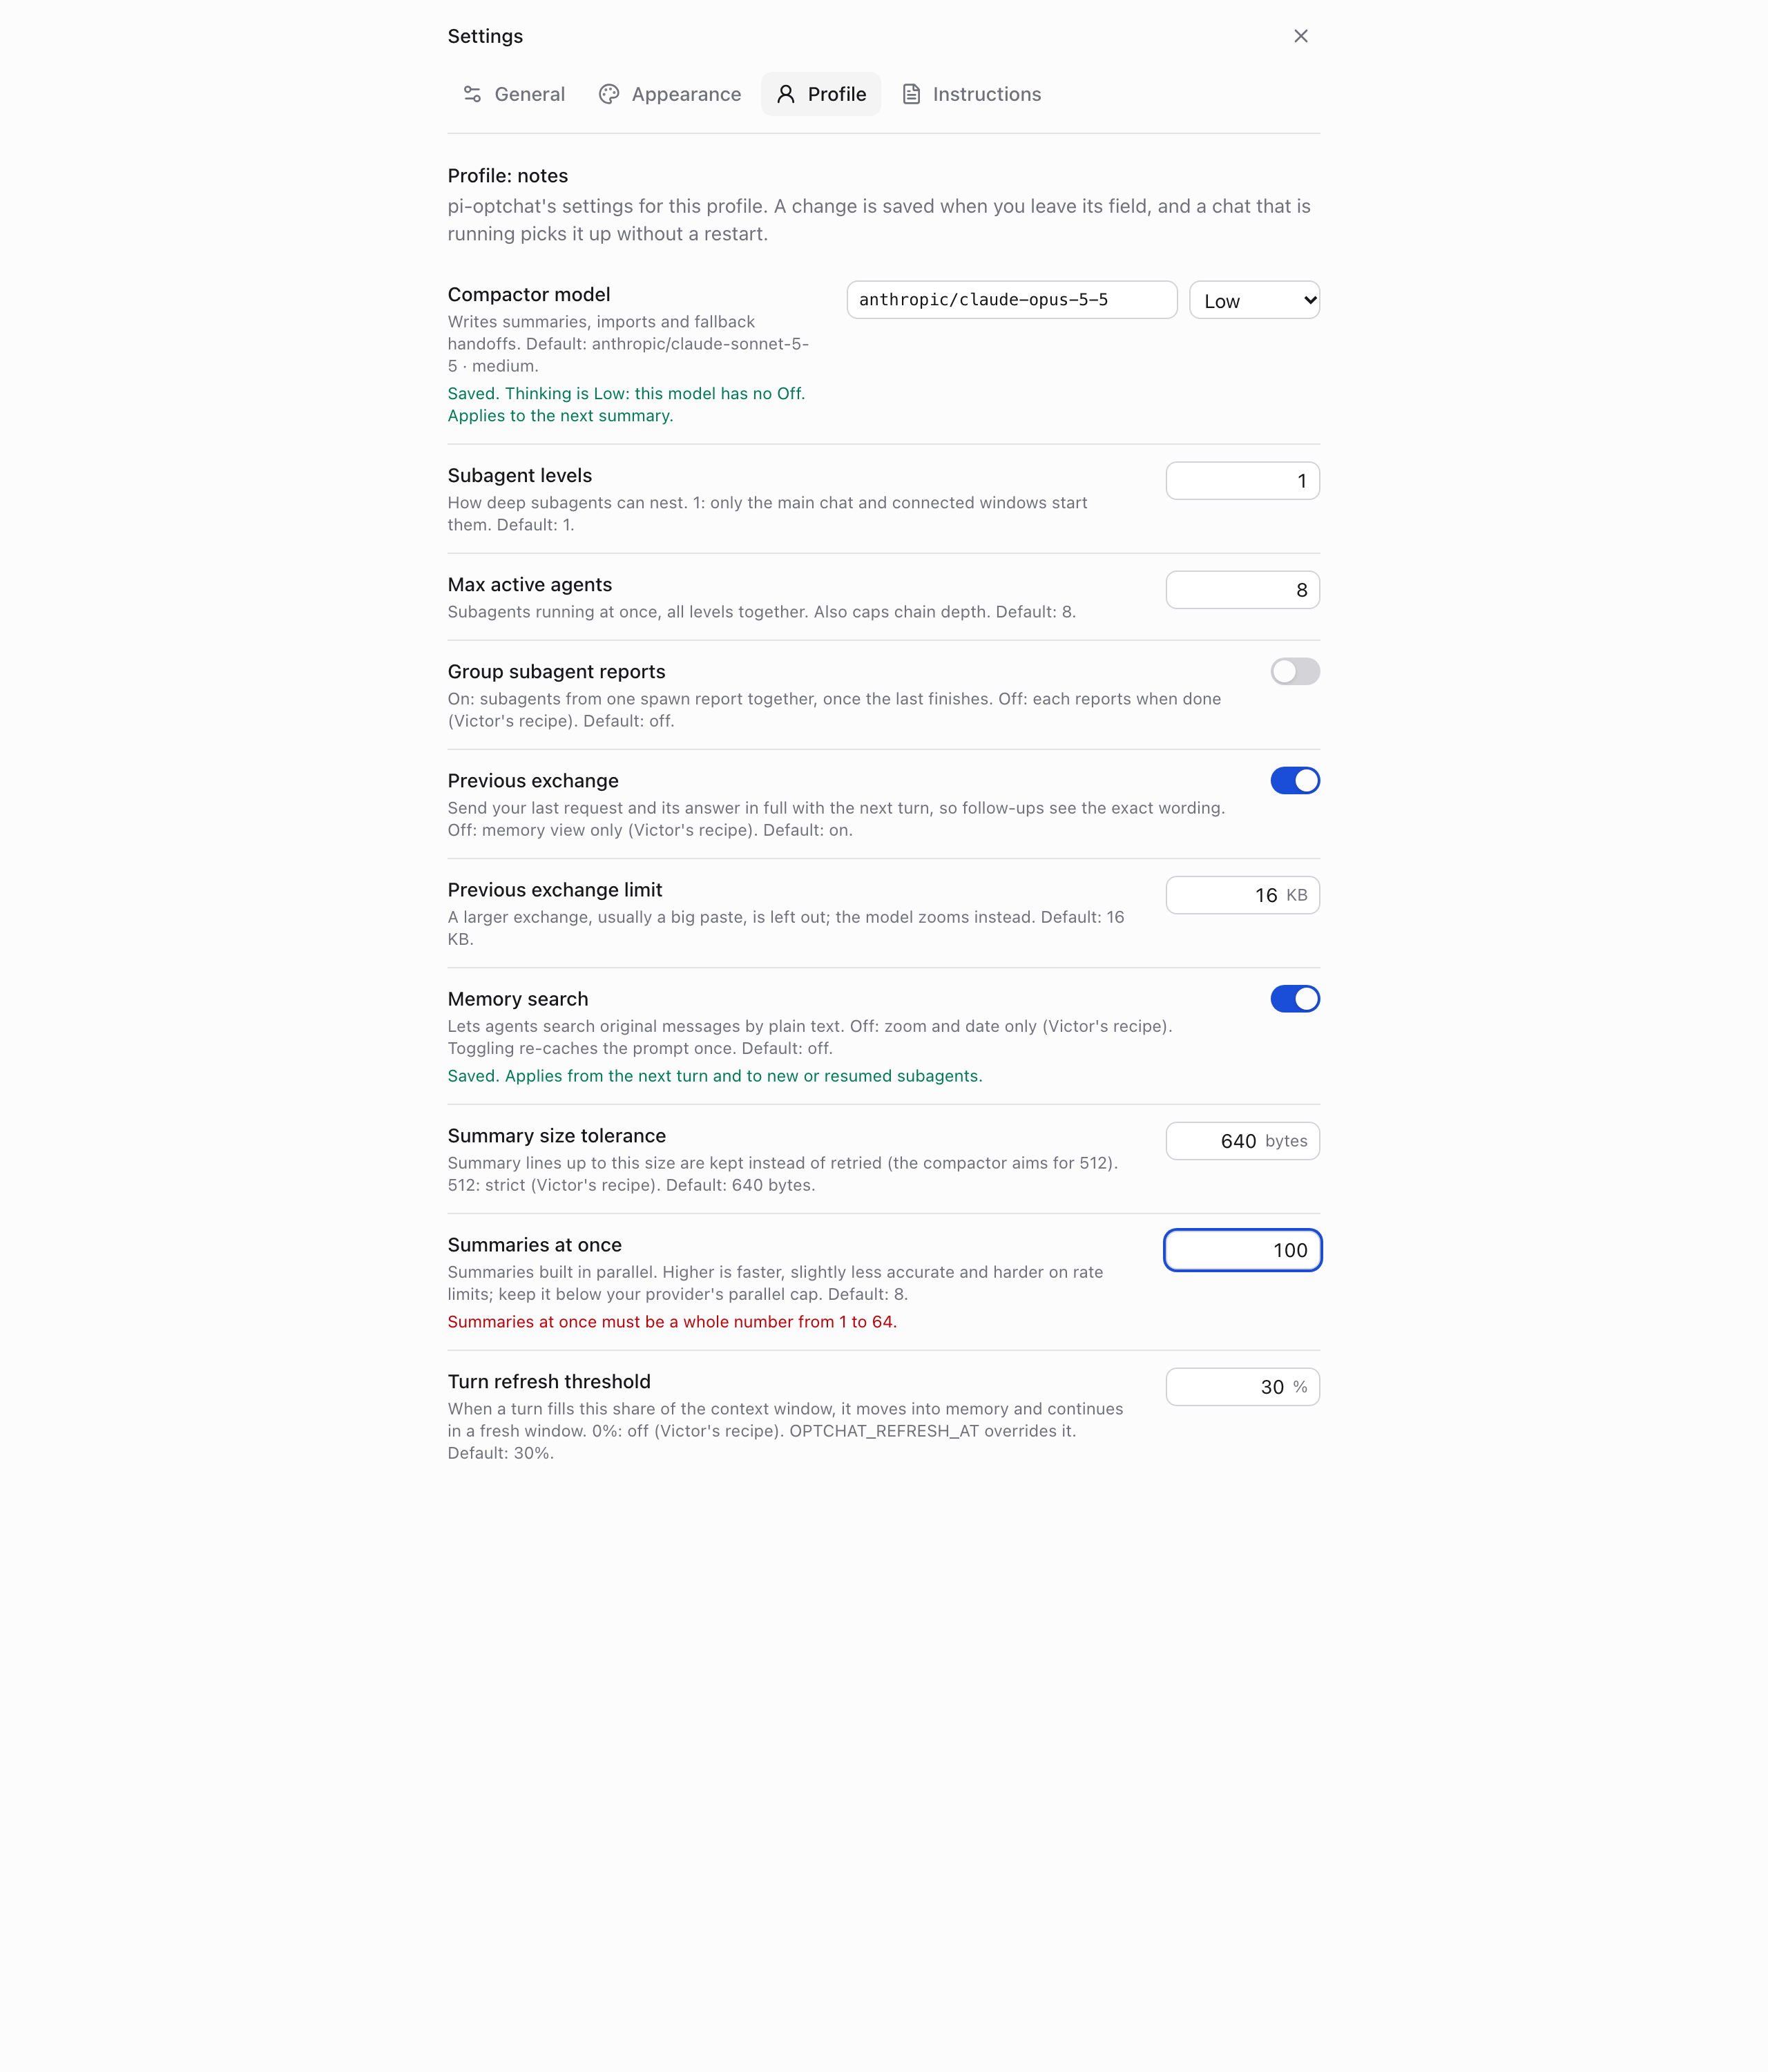 Settings
General
Appearance
Profile
Instructions
Profile: notes
pi-optchat's settings for this profile. A change is saved when you leave its field, and a chat that is
running picks it up without a restart.
Compactor model
anthropic/claude-opus-5-5
Low
Writes summaries, imports and fallback
handoffs. Default: anthropic/claude-sonnet-5-
5 · medium.
Saved. Thinking is Low: this model has no Off.
Applies to the next summary.
Subagent levels
1
How deep subagents can nest. 1: only the main chat and connected windows start
them. Default: 1.
Max active agents
8
Subagents running at once, all levels together. Also caps chain depth. Default: 8.
Group subagent reports
On: subagents from one spawn report together, once the last finishes. Off: each reports when done
(Victor's recipe). Default: off.
Previous exchange
Send your last request and its answer in full with the next turn, so follow-ups see the exact wording.
Off: memory view only (Victor's recipe). Default: on.
Previous exchange limit
16 KB
A larger exchange, usually a big paste, is left out; the model zooms instead. Default: 16
KB.
Memory search
Lets agents search original messages by plain text. Off: zoom and date only (Victor's recipe).
Toggling re-caches the prompt once. Default: off.
Saved. Applies from the next turn and to new or resumed subagents.
Summary size tolerance
640 bytes
Summary lines up to this size are kept instead of retried (the compactor aims for 512).
512: strict (Victor's recipe). Default: 640 bytes.
Summaries at once
100
Summaries built in parallel. Higher is faster, slightly less accurate and harder on rate
limits; keep it below your provider's parallel cap. Default: 8.
Summaries at once must be a whole number from 1 to 64.
Turn refresh threshold
30 %
When a turn fills this share of the context window, it moves into memory and continues
in a fresh window. 0%: off (Victor's recipe). OPTCHAT_REFRESH_AT overrides it.
Default: 30%.